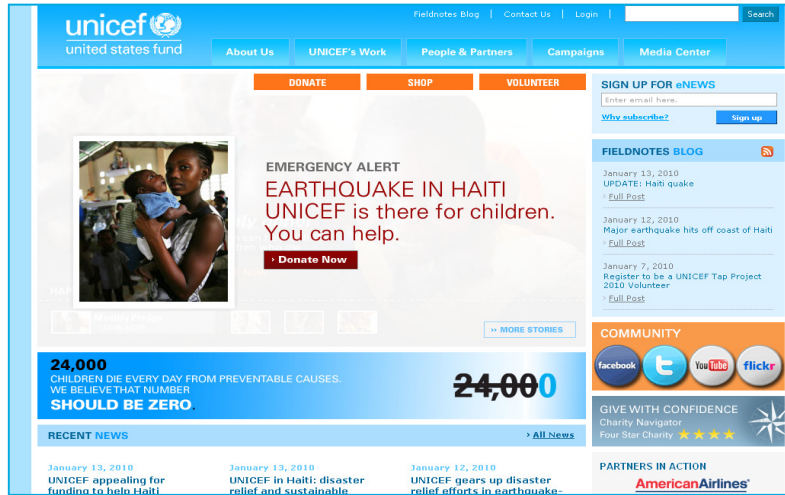 unicef
united states fund
Fieldnotes Blog | Contact Us | Login |
Search
About Us
UNICEF's Work
People & Partners
Campaigns
Media Center
DONATE
SHOP
VOLUNTEER
EMERGENCY ALERT
EARTHQUAKE IN HAITI
UNICEF is there for children.
You can help.
› Donate Now
›› MORE STORIES
24,000
CHILDREN DIE EVERY DAY FROM PREVENTABLE CAUSES.
WE BELIEVE THAT NUMBER
SHOULD BE ZERO.
24,000
RECENT NEWS
› All News
January 13, 2010
UNICEF appealing for
funding to help Haiti
January 13, 2010
UNICEF in Haiti: disaster
relief and sustainable
January 12, 2010
UNICEF gears up disaster
relief efforts in earthquake-
SIGN UP FOR eNEWS
Enter email here.
Why subscribe?
Sign up
FIELDNOTES BLOG
January 13, 2010
UPDATE: Haiti quake
› Full Post
January 12, 2010
Major earthquake hits off coast of Haiti
› Full Post
January 7, 2010
Register to be a UNICEF Tap Project
2010 Volunteer
› Full Post
COMMUNITY
facebook
t
You Tube
flickr
GIVE WITH CONFIDENCE
Charity Navigator
Four Star Charity
PARTNERS IN ACTION
AmericanAirlines